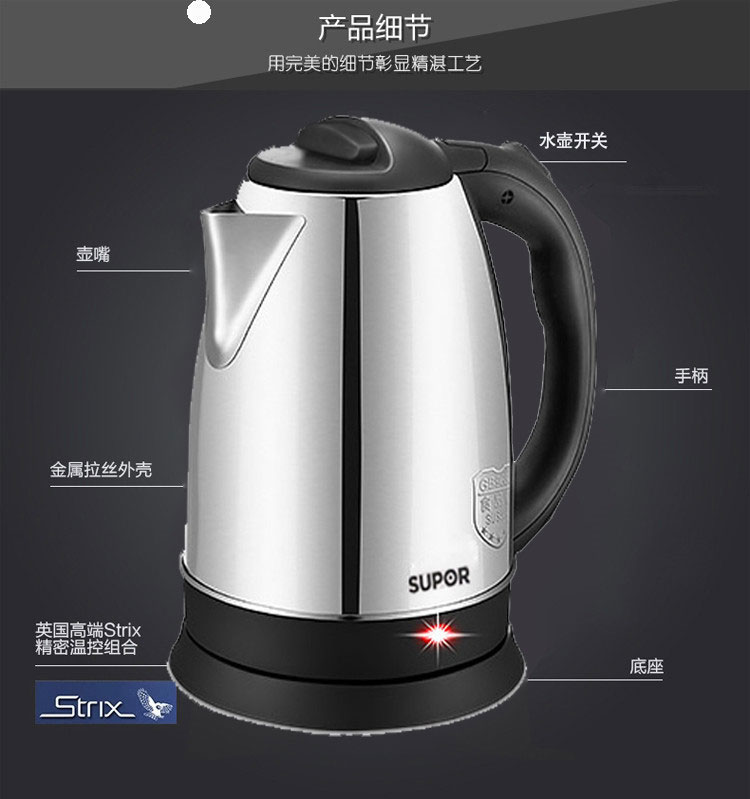 产品细节
用完美的细节彰显精湛工艺
水壶开关
壶嘴
手柄
金属拉丝外壳
SUPOR
英国高端Strix
精密温控组合
底座
Strix